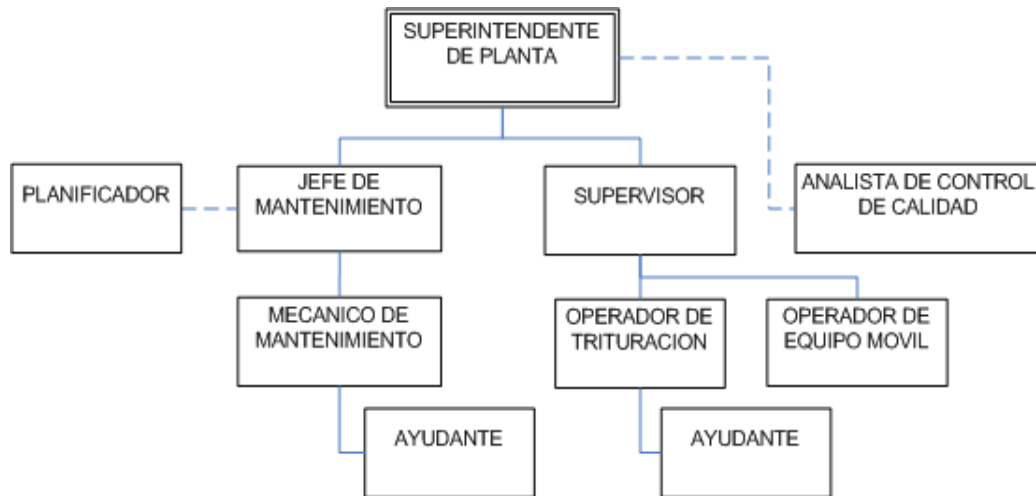 SUPERINTENDENTE
DE PLANTA
PLANIFICADOR
JEFE DE
MANTENIMIENTO
SUPERVISOR
ANALISTA DE CONTROL
DE CALIDAD
MECANICO DE
MANTENIMIENTO
OPERADOR DE
TRITURACION
OPERADOR DE
EQUIPO MOVIL
AYUDANTE
AYUDANTE